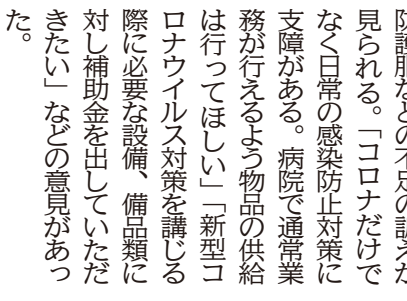 防護服などの不足の訴えが
見られる。「コロナだけで
なく日常の感染防止対策に
支障がある。病院で通常業
務が行えるよう物品の供給
は行ってほしい」「新型コ
ロナウイルス対策を講じる
際に必要な設備、備品類に
対し補助金を出していただ
きたい」などの意見があっ
た。